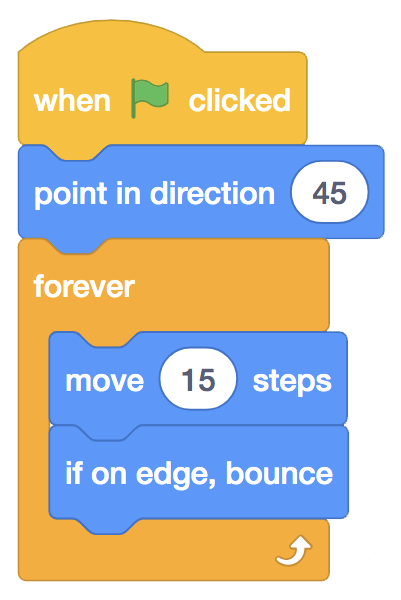 when clicked
point in direction 45
forever
move 15 steps
if on edge, bounce